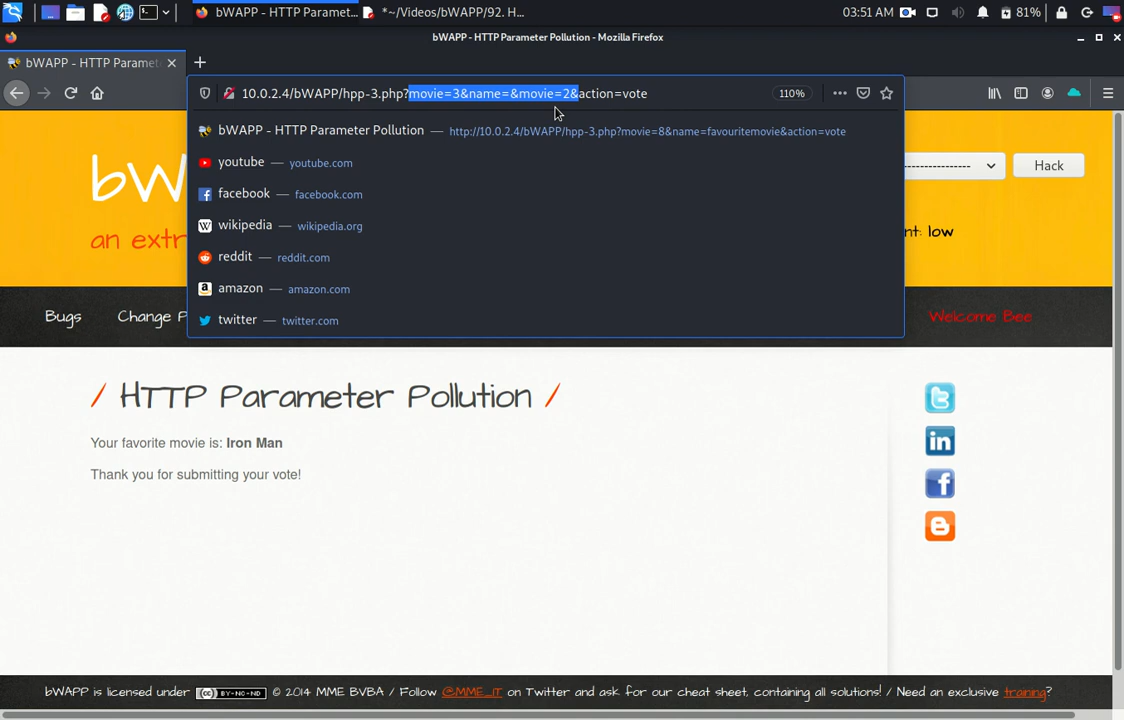 bWAPP - HTTP Paramet... *~/Videos/bWAPP/92. H... 03:51 AM 81%
bWAPP - HTTP Parameter Pollution - Mozilla Firefox
bWAPP - HTTP Paramete
10.0.2.4/bWAPP/hpp-3.php?movie=3&name=&movie=2&action=vote 110%
bWAPP - HTTP Parameter Pollution — http://10.0.2.4/bWAPP/hpp-3.php?movie=8&name=favouritemovie&action=vote
youtube — youtube.com
facebook — facebook.com
wikipedia — wikipedia.org
reddit — reddit.com
amazon — amazon.com
twitter — twitter.com
bW
---------------- Hack
an extr
nt: low
Bugs Change P Welcome Bee
/ HTTP Parameter Pollution /
Your favorite movie is: Iron Man
Thank you for submitting your vote!
bWAPP is licensed under (cc) BY-NC-ND © 2014 MME BVBA / Follow @MME_IT on Twitter and ask for our cheat sheet, containing all solutions! / Need an exclusive training?